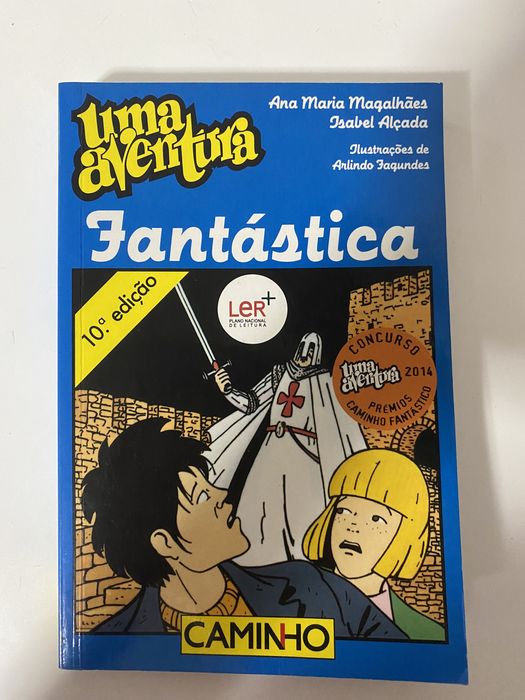 uma
aventura
Ana Maria Magalhães
Isabel Alçada
Ilustrações de
Arlindo Fagundes
Fantástica
10.ª edição
LeR+
PLANO NACIONAL
DE LEITURA
CONCURSO
uma
aventura 2014
PRÉMIOS
CAMINHO FANTÁSTICO
CAMINHO